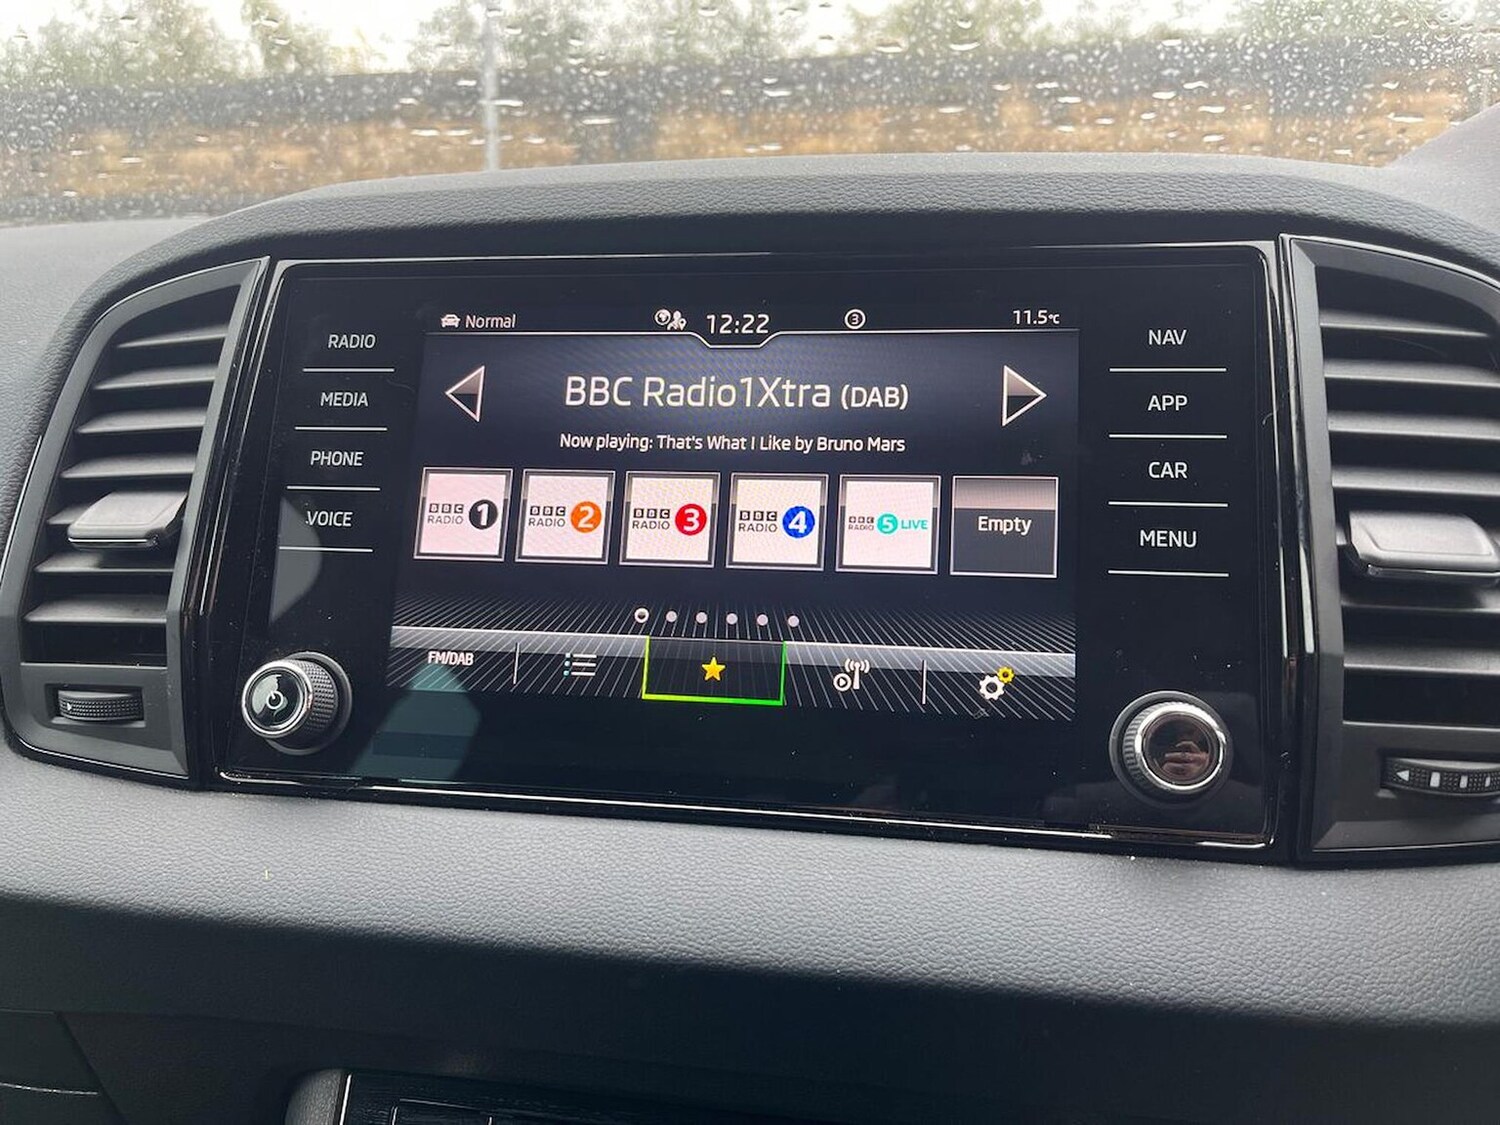 Normal
12:22
3
11.5°C
RADIO
MEDIA
PHONE
VOICE
BBC Radio1Xtra (DAB)
Now playing: That's What I Like by Bruno Mars
BBC RADIO 1
BBC RADIO 2
BBC RADIO 3
BBC RADIO 4
BBC RADIO 5 LIVE
Empty
FM/DAB
NAV
APP
CAR
MENU